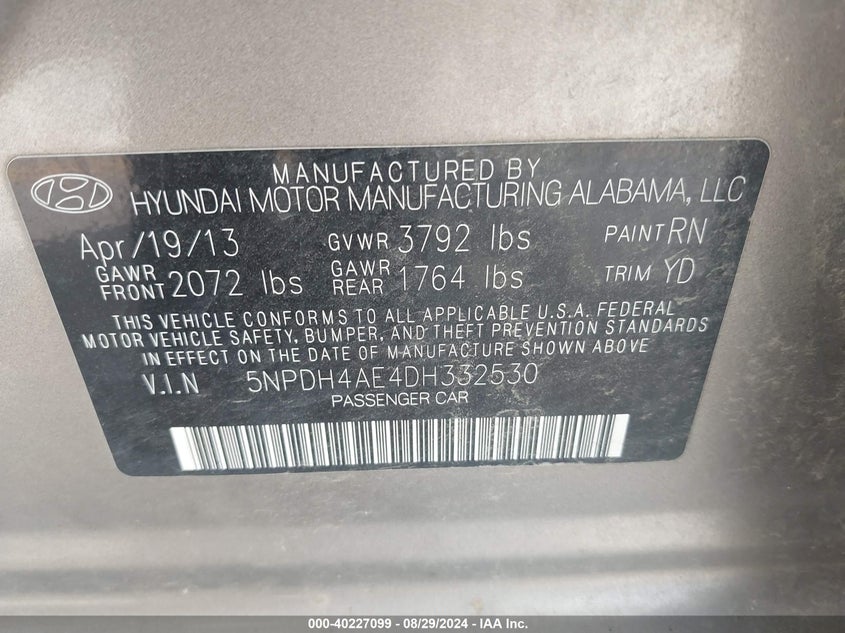 MANUFACTURED BY
HYUNDAI MOTOR MANUFACTURING ALABAMA, LLC
Apr/19/13 GVWR 3792 lbs PAINT RN
GAWR FRONT 2072 lbs GAWR REAR 1764 lbs TRIM YD
THIS VEHICLE CONFORMS TO ALL APPLICABLE U.S.A. FEDERAL
MOTOR VEHICLE SAFETY, BUMPER, AND THEFT PREVENTION STANDARDS
IN EFFECT ON THE DATE OF MANUFACTURE SHOWN ABOVE
V.I.N 5NPDH4AE4DH332530
PASSENGER CAR
000-40227099 - 08/29/2024 - IAA Inc.